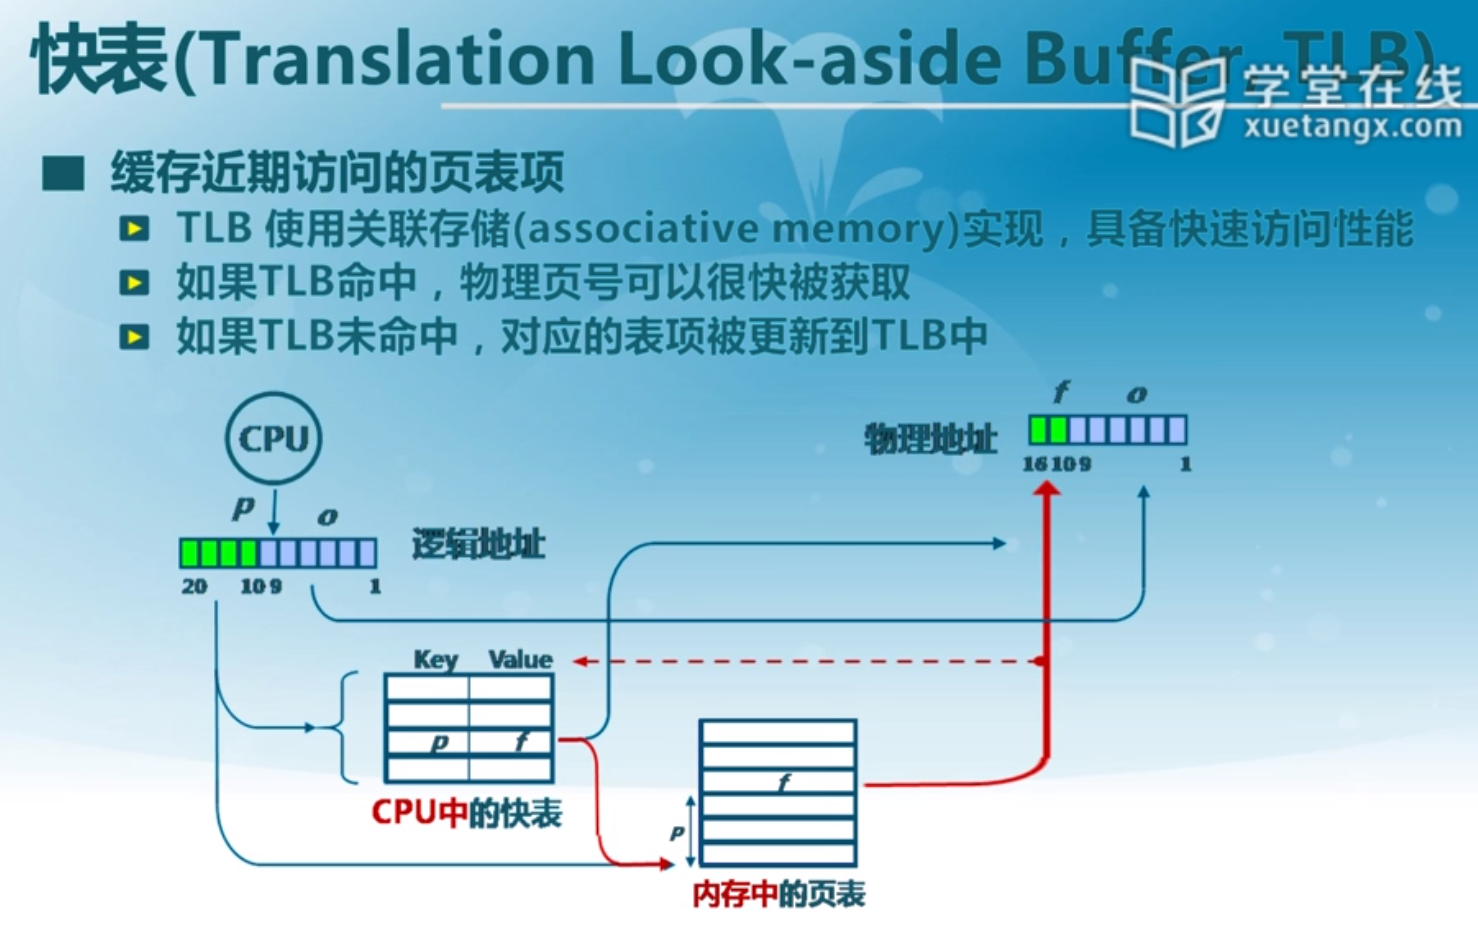 快表(Translation Look-aside Buffer, TLB)
学堂在线
xuetangx.com
缓存近期访问的页表项
TLB 使用关联存储(associative memory)实现，具备快速访问性能
如果TLB命中，物理页号可以很快被获取
如果TLB未命中，对应的表项被更新到TLB中
f o
物理地址
16 10 9 1
CPU
p o
逻辑地址
20 10 9 1
Key Value
p f
CPU中的快表
f
p
内存中的页表